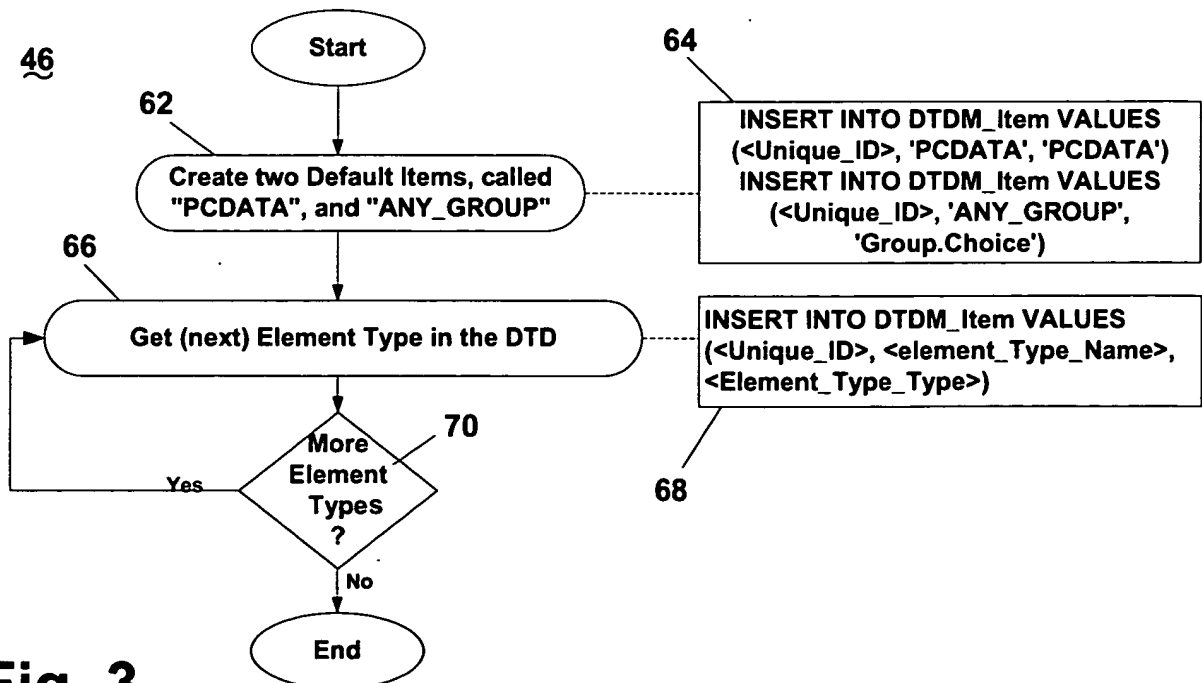 Start
46
64
62
INSERT INTO DTDM_Item VALUES
(<Unique_ID>, 'PCDATA', 'PCDATA')
INSERT INTO DTDM_Item VALUES
(<Unique_ID>, 'ANY_GROUP',
'Group.Choice')
Create two Default Items, called
"PCDATA", and "ANY_GROUP"
66
Get (next) Element Type in the DTD
INSERT INTO DTDM_Item VALUES
(<Unique_ID>, <element_Type_Name>,
<Element_Type_Type>)
More
Element
Types
?
70
Yes
68
No
End
Fig. 3